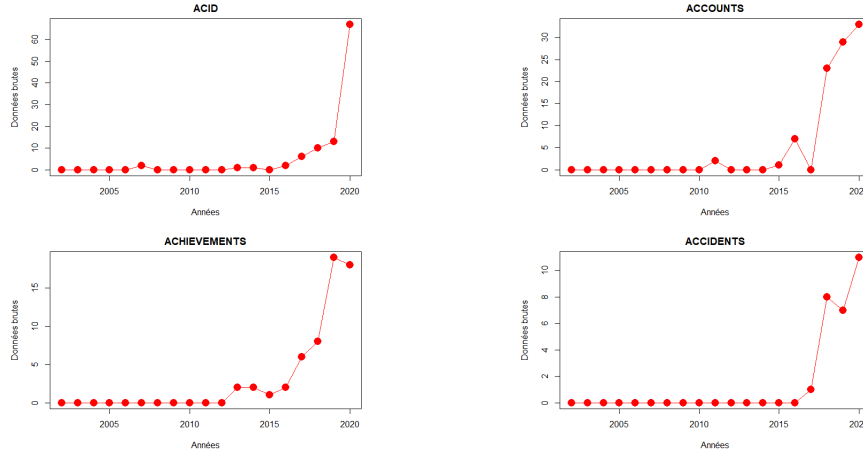 ACID
Données brutes
0 10 20 30 40 50 60
2005 2010 2015 2020
Années
ACCOUNTS
Données brutes
0 5 10 15 20 25 30
2005 2010 2015 202
Années
ACHIEVEMENTS
Données brutes
0 5 10 15
2005 2010 2015 2020
Années
ACCIDENTS
Données brutes
0 2 4 6 8 10
2005 2010 2015 202
Années